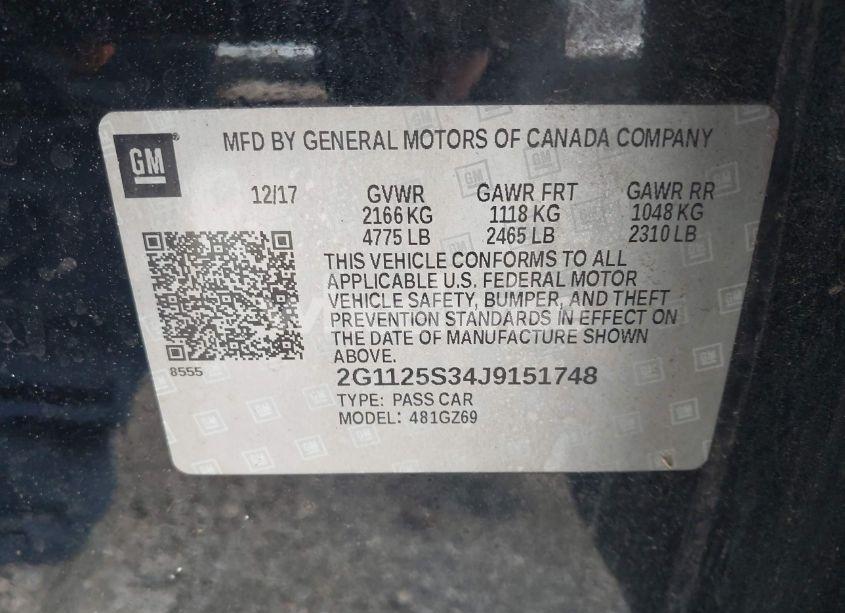 GM
MFD BY GENERAL MOTORS OF CANADA COMPANY
12/17 GVWR GAWR FRT GAWR RR
2166 KG 1118 KG 1048 KG
4775 LB 2465 LB 2310 LB
THIS VEHICLE CONFORMS TO ALL
APPLICABLE U.S. FEDERAL MOTOR
VEHICLE SAFETY, BUMPER, AND THEFT
PREVENTION STANDARDS IN EFFECT ON
THE DATE OF MANUFACTURE SHOWN
ABOVE.
8555
2G1125S34J9151748
TYPE: PASS CAR
MODEL: 481GZ69